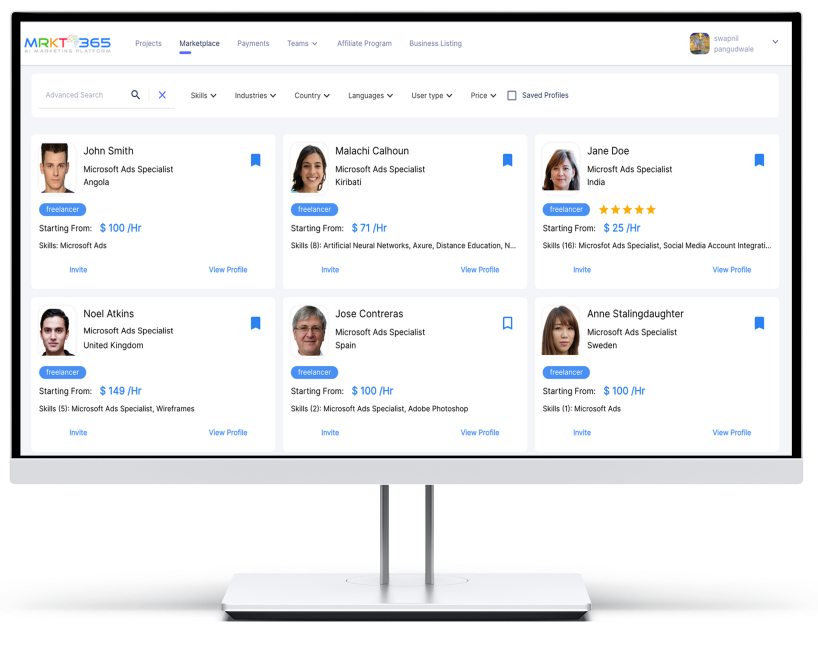 MRKT 365
AI MARKETING PLATFORM
Projects
Marketplace
Payments
Teams
Affiliate Program
Business Listing
swapnil
pangudwale
Advanced Search
Skills
Industries
Country
Languages
User type
Price
Saved Profiles
John Smith
Microsoft Ads Specialist
Angola
freelancer
Starting From: $ 100 /Hr
Skills: Microsoft Ads
Invite
View Profile
Malachi Calhoun
Microsoft Ads Specialist
Kiribati
freelancer
Starting From: $ 71 /Hr
Skills (8): Artificial Neural Networks, Axure, Distance Education, N...
Invite
View Profile
Jane Doe
Microsft Ads Specialist
India
freelancer
Starting From: $ 25 /Hr
Skills (16): Microsfot Ads Specialist, Social Media Account Integrati...
Invite
View Profile
Noel Atkins
Microsoft Ads Specialist
United Kingdom
freelancer
Starting From: $ 149 /Hr
Skills (5): Microsoft Ads Specialist, Wireframes
Invite
View Profile
Jose Contreras
Microsoft Ads Specialist
Spain
freelancer
Starting From: $ 100 /Hr
Skills (2): Microsoft Ads Specialist, Adobe Photoshop
Invite
View Profile
Anne Stalingdaughter
Microsoft Ads Specialist
Sweden
freelancer
Starting From: $ 100 /Hr
Skills (1): Microsoft Ads
Invite
View Profile